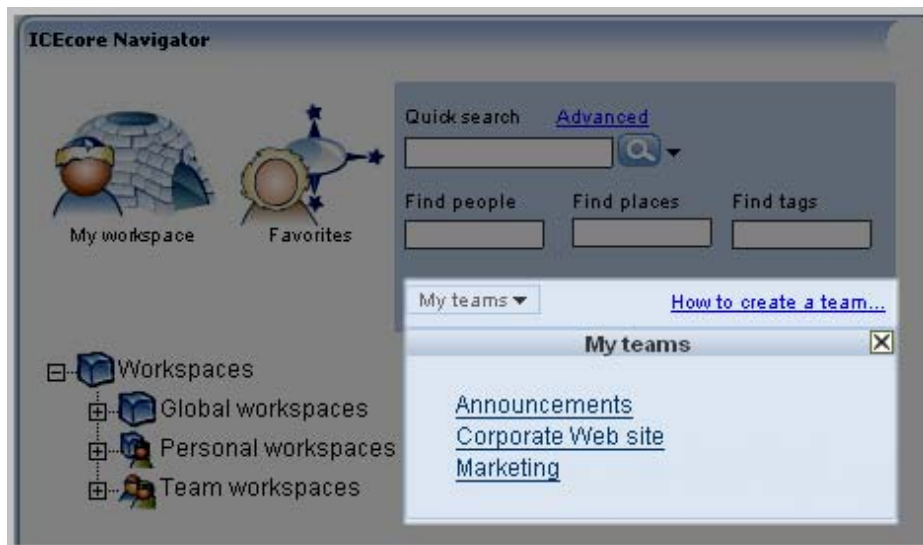 ICEcore Navigator
Quick search Advanced
Find people Find places Find tags
My workspace Favorites
My teams How to create a team...
My teams
Announcements
Corporate Web site
Marketing
Workspaces
Global workspaces
Personal workspaces
Team workspaces